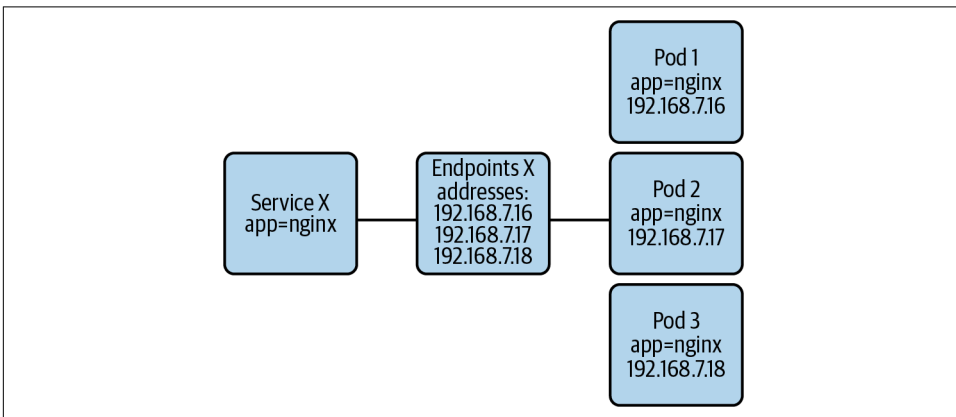 Service X
app=nginx
Endpoints X
addresses:
192.168.7.16
192.168.7.17
192.168.7.18
Pod 1
app=nginx
192.168.7.16
Pod 2
app=nginx
192.168.7.17
Pod 3
app=nginx
192.168.7.18